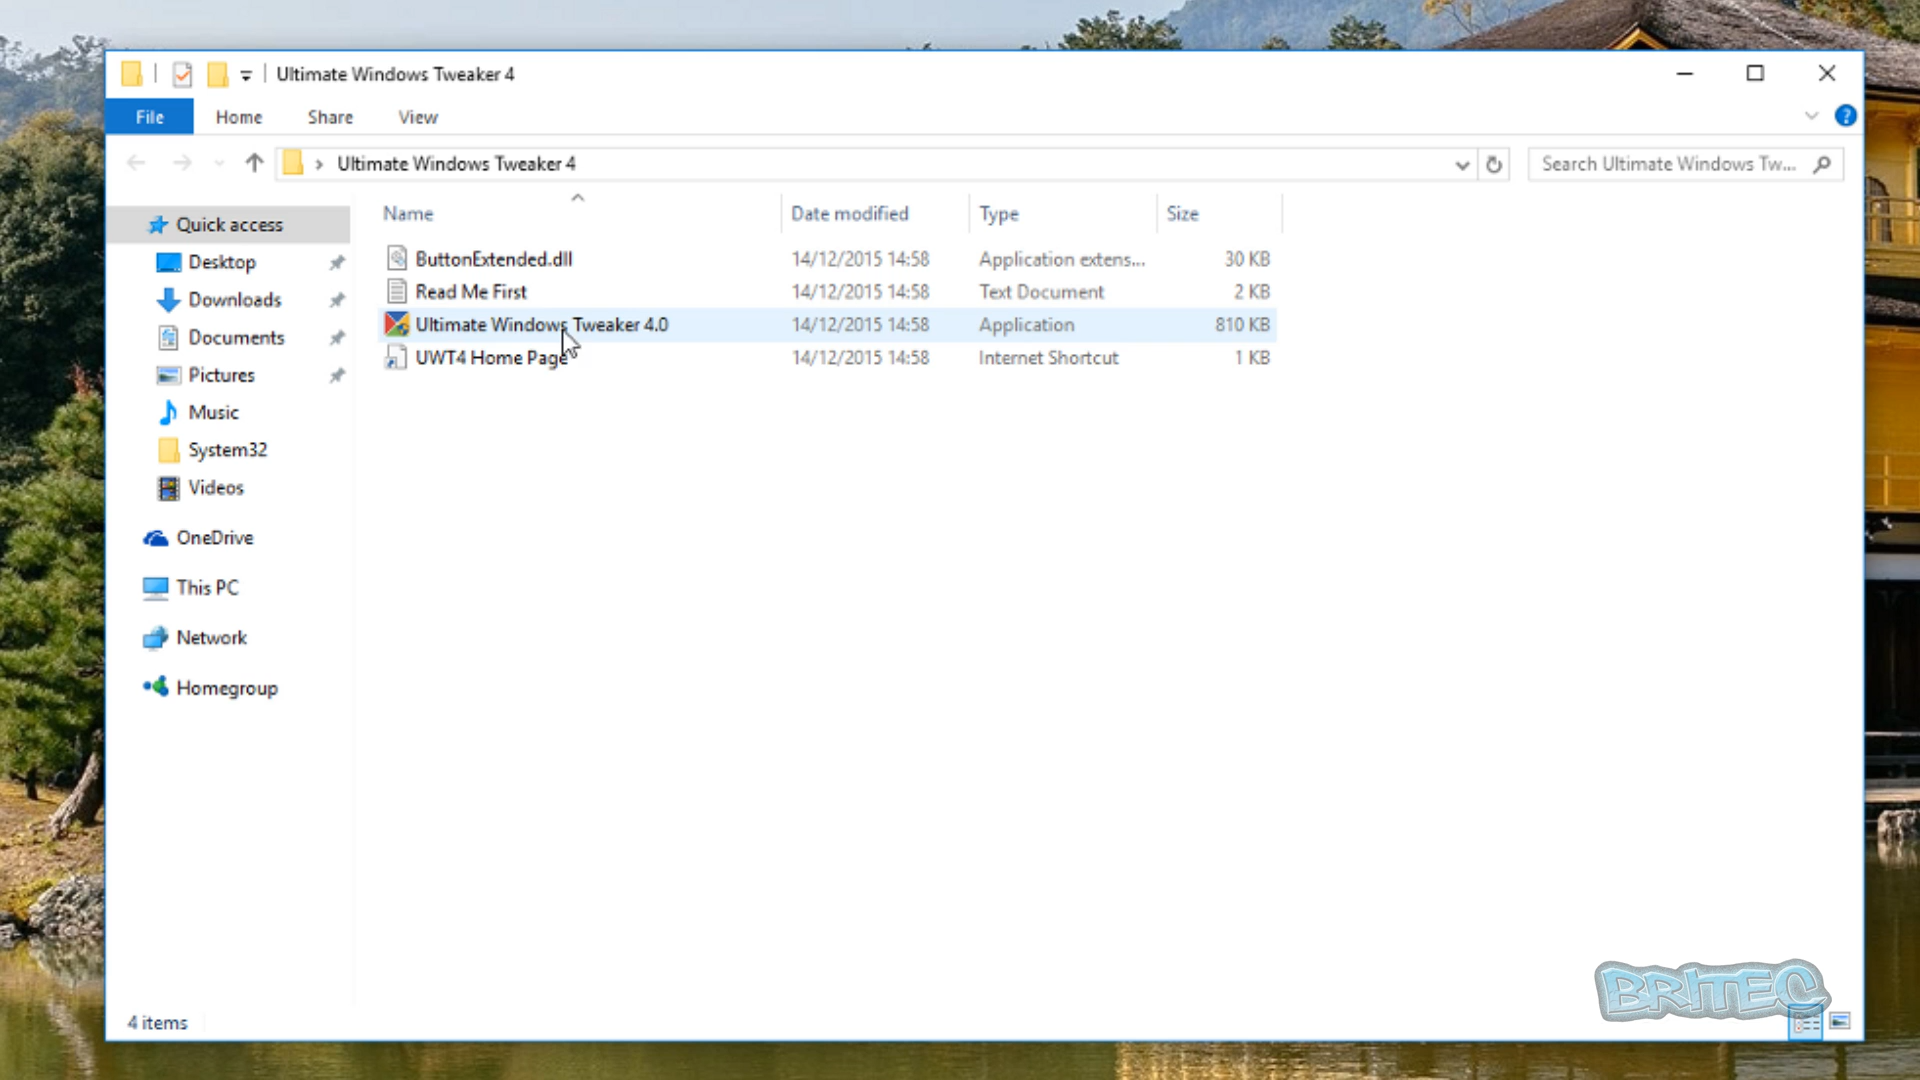 Ultimate Windows Tweaker 4
File Home Share View
Ultimate Windows Tweaker 4 Search Ultimate Windows Tw...
Name Date modified Type Size
Quick access
Desktop
Downloads
Documents
Pictures
Music
System32
Videos
OneDrive
This PC
Network
Homegroup
ButtonExtended.dll 14/12/2015 14:58 Application extens... 30 KB
Read Me First 14/12/2015 14:58 Text Document 2 KB
Ultimate Windows Tweaker 4.0 14/12/2015 14:58 Application 810 KB
UWT4 Home Page 14/12/2015 14:58 Internet Shortcut 1 KB
4 items
BRITEC